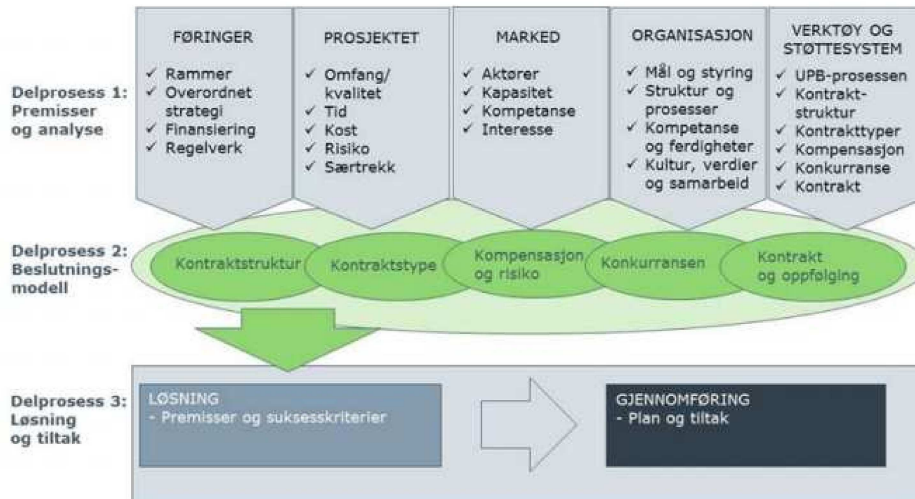 Delprosess 1:
Premisser
og analyse
FØRINGER
✓ Rammer
✓ Overordnet
strategi
✓ Finansiering
✓ Regelverk
PROSJEKTET
✓ Omfang/
kvalitet
✓ Tid
✓ Kost
✓ Risiko
✓ Særtrekk
MARKED
✓ Aktører
✓ Kapasitet
✓ Kompetanse
✓ Interesse
ORGANISASJON
✓ Mål og styring
✓ Struktur og
prosesser
✓ Kompetanse
og ferdigheter
✓ Kultur, verdier
og samarbeid
VERKTØY OG
STØTTESYSTEM
✓ UPB-prosessen
✓ Kontrakt-
struktur
✓ Kontrakttyper
✓ Kompensasjon
✓ Konkurranse
✓ Kontrakt
Delprosess 2:
Beslutnings-
modell
Kontraktstruktur
Kontraktstype
Kompensasjon
og risiko
Konkurransen
Kontrakt
og oppfølging
Delprosess 3:
Løsning
og tiltak
LØSNING
- Premisser og suksesskriterier
GJENNOMFØRING
- Plan og tiltak